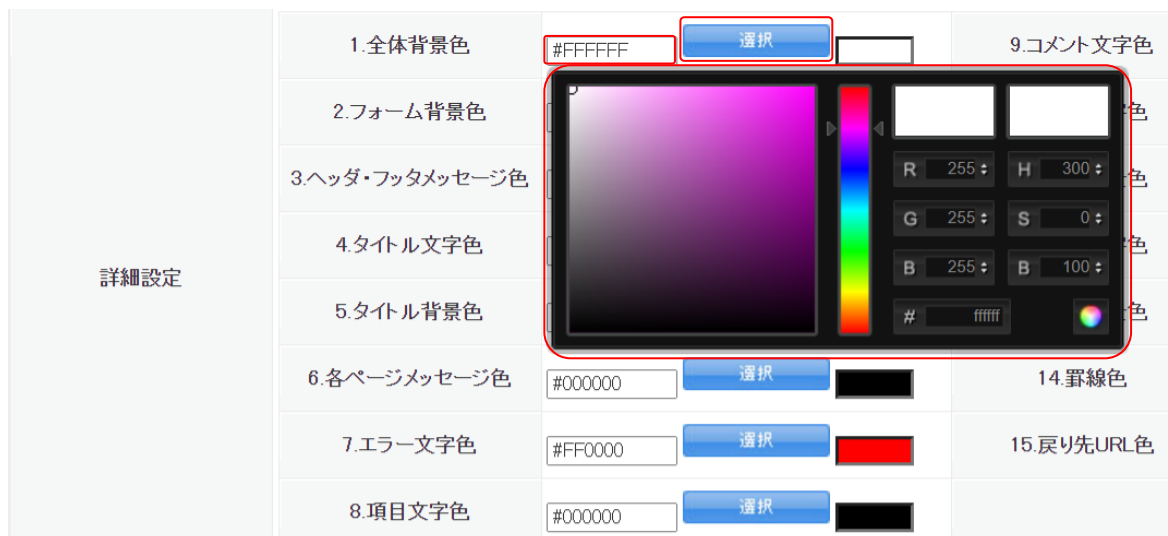 詳細設定
1.全体背景色
#FFFFFF
選択
9.コメント文字色
2.フォーム背景色
色
3.ヘッダ・フッタメッセージ色
色
4.タイトル文字色
色
5.タイトル背景色
色
R 255 H 300
G 255 S 0
B 255 B 100
# ffffff
6.各ページメッセージ色
#000000
選択
14.罫線色
7.エラー文字色
#FF0000
選択
15.戻り先URL色
8.項目文字色
#000000
選択